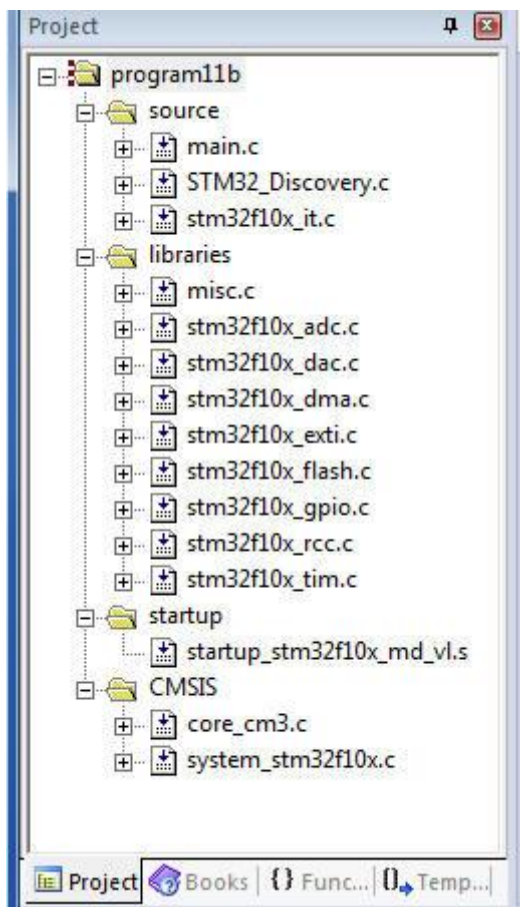 Project
program11b
source
main.c
STM32_Discovery.c
stm32f10x_it.c
libraries
misc.c
stm32f10x_adc.c
stm32f10x_dac.c
stm32f10x_dma.c
stm32f10x_exti.c
stm32f10x_flash.c
stm32f10x_gpio.c
stm32f10x_rcc.c
stm32f10x_tim.c
startup
startup_stm32f10x_md_vl.s
CMSIS
core_cm3.c
system_stm32f10x.c
Project Books {} Func... 0 Temp...